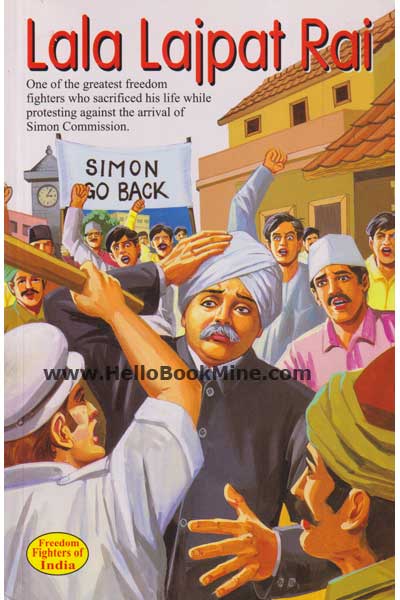 Lala Lajpat Rai
One of the greatest freedom
fighters who sacrificed his life while
protesting against the arrival of
Simon Commission.
SIMON
GO BACK
www.HelloBookMine.com
Freedom
Fighters of
India